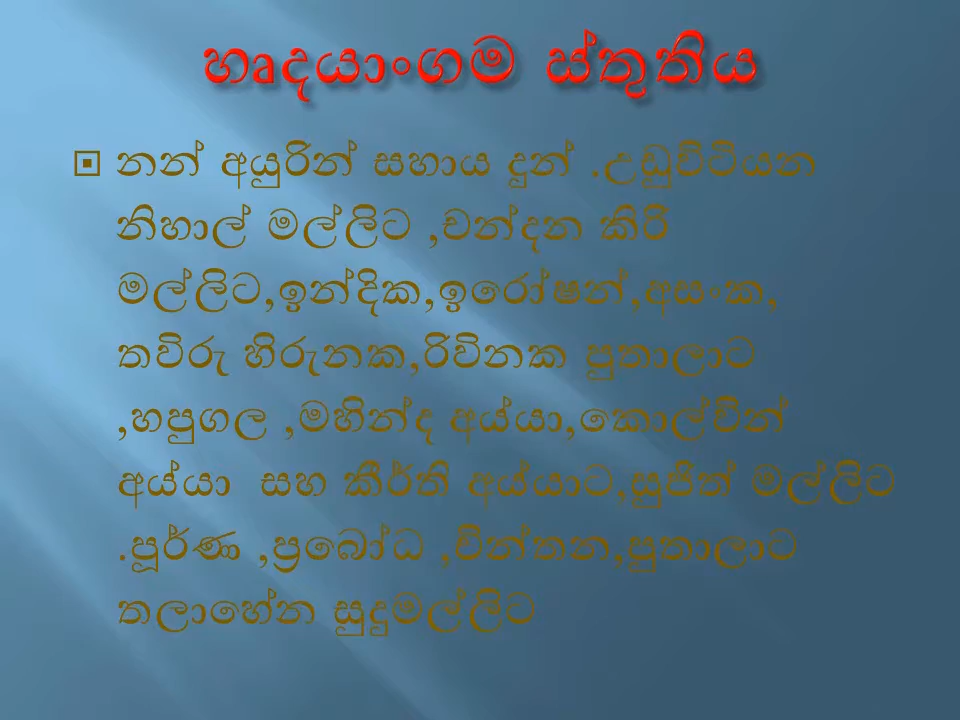 හෘදයාංගම ස්තුතිය
නන් අයුරින් සහාය දුන් .උඩුවිටියන
නිහාල් මල්ලිට ,චන්දන කිරි
මල්ලිට,ඉන්දික,ඉරෝෂන්,අසංක,
තවිරු හිරුනක,රිවිනක පුතාලාට
,හපුගල ,මහින්ද අය්යා,කොල්වින්
අය්යා සහ කීර්ති අය්යාට,සුජිත් මල්ලිට
.පූර්ණ ,ප්‍රබෝධ ,චින්තන,පුතාලාට
තලාහේන සුදුමල්ලිට